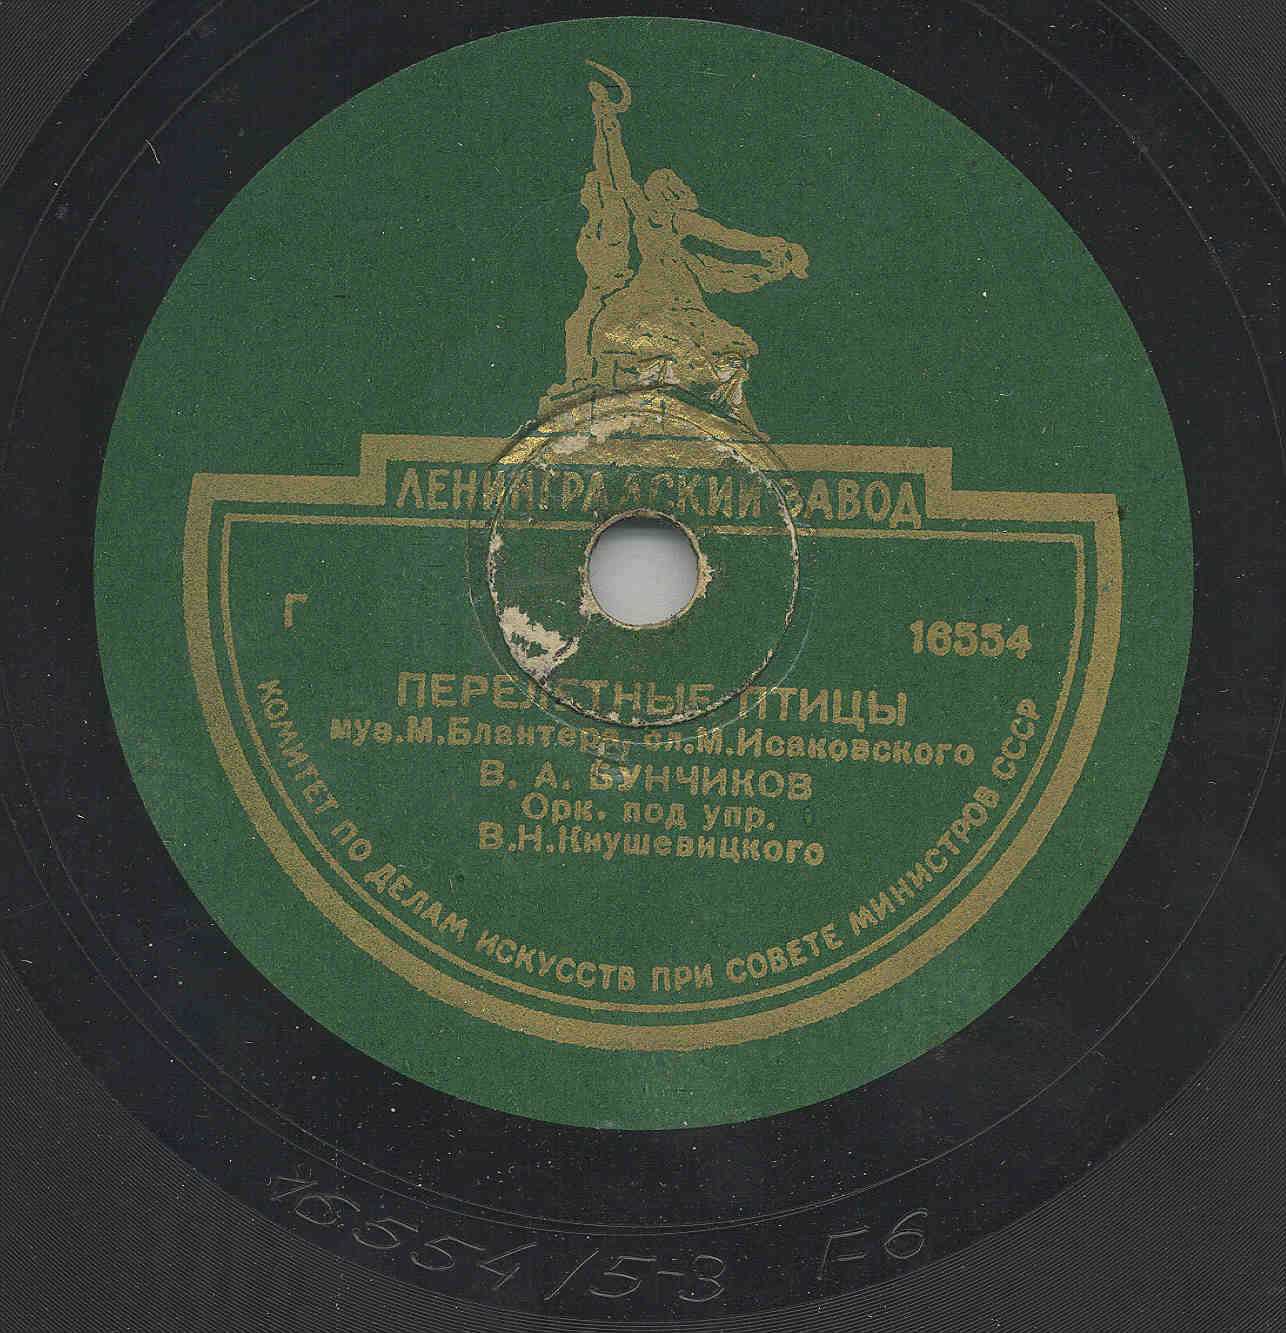 ЛЕНИНГРАДСКИЙ ЗАВОД
Г
16554
ПЕРЕЛЕТНЫЕ ПТИЦЫ
муз.М.Блантера, сл.М.Исаковского
В. А. БУНЧИКОВ
Орк. под упр.
В.Н.Кнушевицкого
КОМИТЕТ ПО ДЕЛАМ ИСКУССТВ ПРИ СОВЕТЕ МИНИСТРОВ СССР
16554/5-3 F6